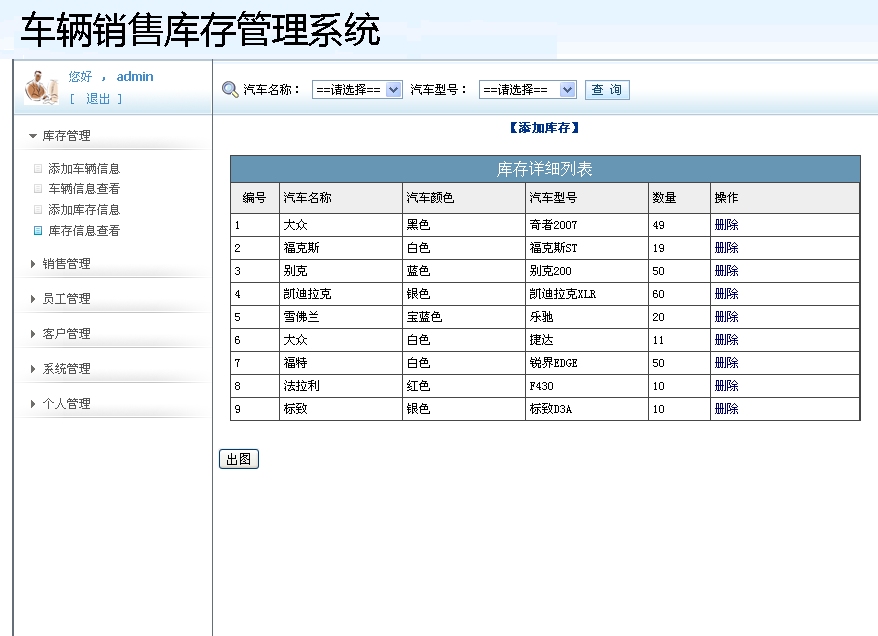 车辆销售库存管理系统
您好 ， admin
[ 退出 ]
汽车名称： ==请选择== 汽车型号： ==请选择== 查 询
库存管理
添加车辆信息
车辆信息查看
添加库存信息
库存信息查看
销售管理
员工管理
客户管理
系统管理
个人管理
【添加库存】
库存详细列表
编号 汽车名称 汽车颜色 汽车型号 数量 操作
1 大众 黑色 奇者2007 49 删除
2 福克斯 白色 福克斯ST 19 删除
3 别克 蓝色 别克200 50 删除
4 凯迪拉克 银色 凯迪拉克XLR 60 删除
5 雪佛兰 宝蓝色 乐驰 20 删除
6 大众 白色 捷达 11 删除
7 福特 白色 锐界EDGE 50 删除
8 法拉利 红色 F430 10 删除
9 标致 银色 标致D3A 10 删除
出图